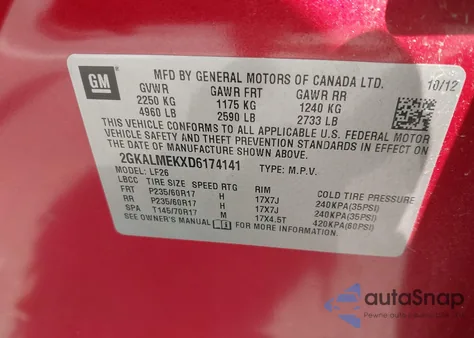 GM
MFD BY GENERAL MOTORS OF CANADA LTD.
10/12
GVWR GAWR FRT GAWR RR
2250 KG 1175 KG 1240 KG
4960 LB 2590 LB 2733 LB
THIS VEHICLE CONFORMS TO ALL APPLICABLE U.S. FEDERAL MOTOR
VEHICLE SAFETY AND THEFT PREVENTION STANDARDS IN EFFECT ON
THE DATE OF MANUFACTURE SHOWN ABOVE.
2GKALMEKXD6174141 TYPE: M.P.V.
MODEL: LF26
LBCC TIRE SIZE SPEED RTG RIM COLD TIRE PRESSURE
FRT P235/60R17 H 17X7J 240KPA(35PSI)
RR P235/60R17 H 17X7J 240KPA(35PSI)
SPA T145/70R17 M 17X4.5T 420KPA(60PSI)
SEE OWNER'S MANUAL FOR MORE INFORMATION.
autoSnap